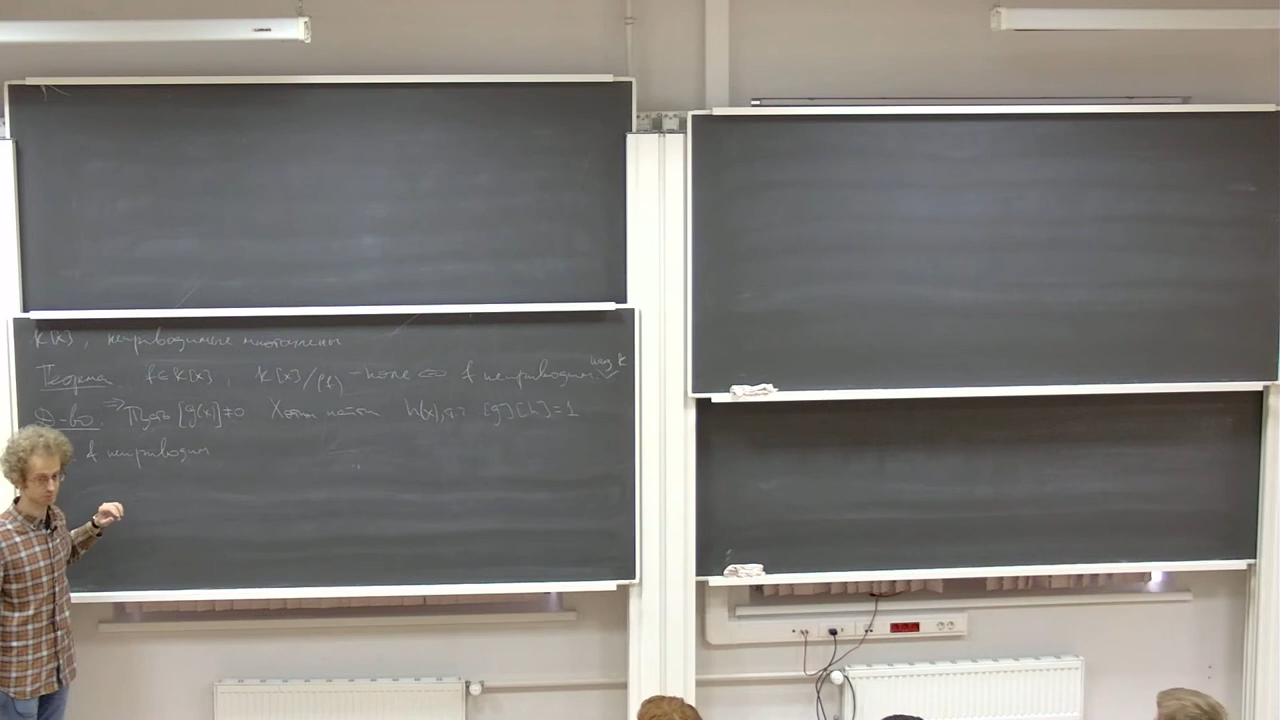 k[x], неприводимые многочлены
Теорема f∈k[x], k[x]/(f) – поле ⇔ f неприводим над k
Д-во. ⇒ Пусть [g(x)]≠0 Хотим найти h(x), т.ч. [g][h]=1
f неприводим